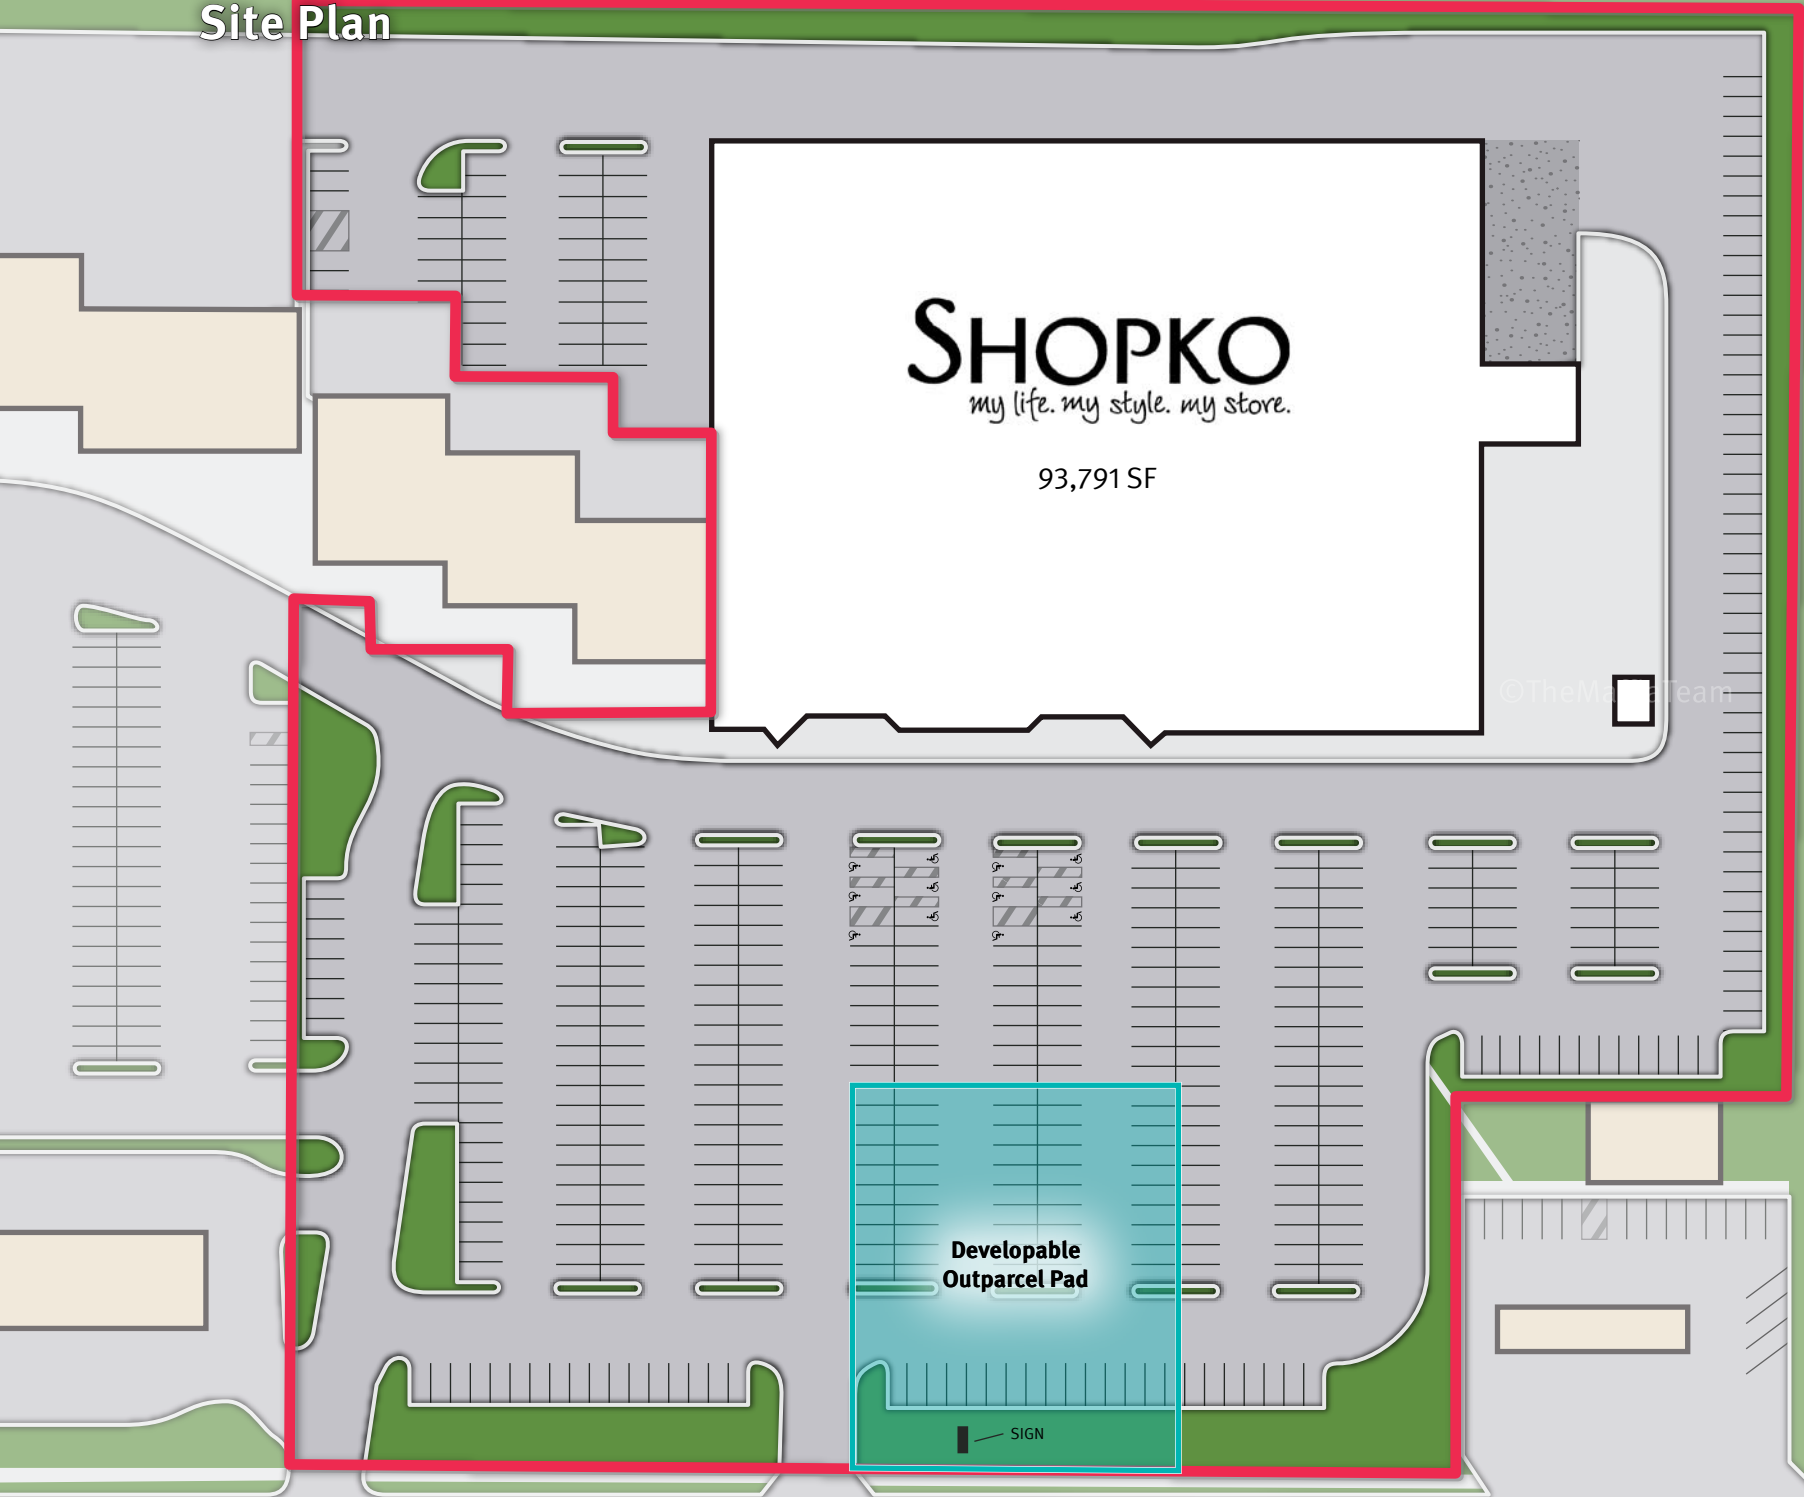 Site Plan
SHOPKO
my life. my style. my store.
93,791 SF
Developable
Outparcel Pad
SIGN